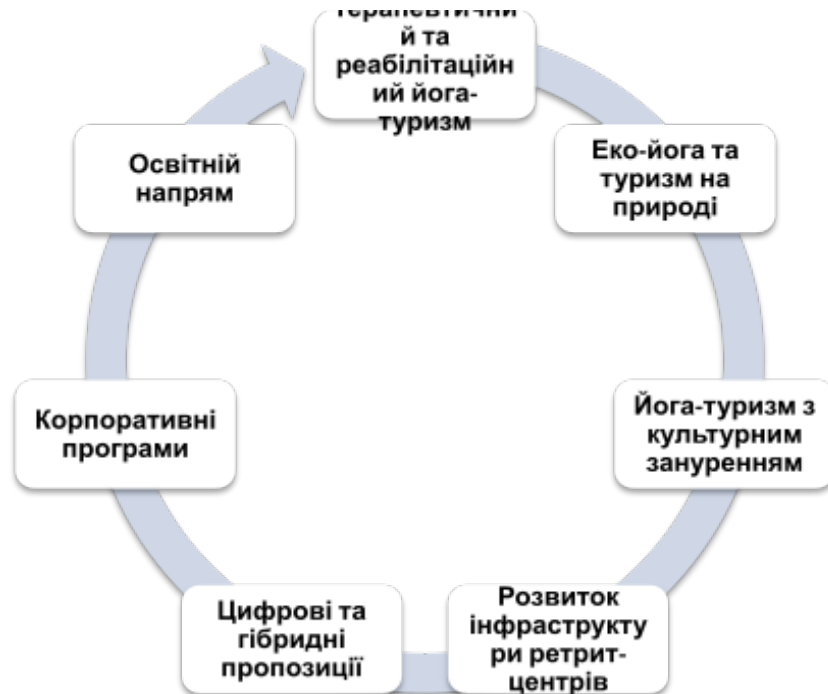 терапевтични
й та
реабілітаційн
ий йога-
туризм
Еко-йога та
туризм на
природі
Йога-туризм з
культурним
зануренням
Розвиток
інфраструкту
ри ретрит-
центрів
Цифрові та
гібридні
пропозиції
Корпоративні
програми
Освітній
напрям